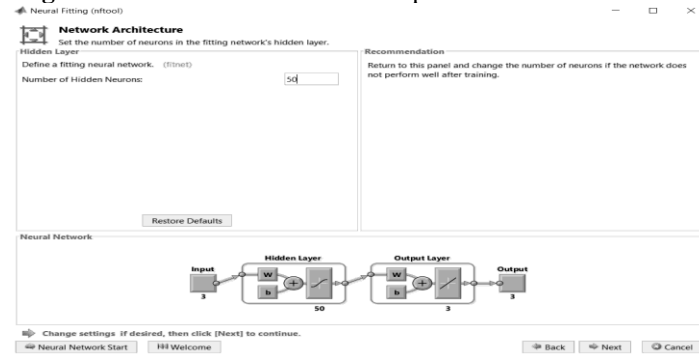 Neural Fitting (nftool)
Network Architecture
Set the number of neurons in the fitting network's hidden layer.
Hidden Layer
Define a fitting neural network. (fitnet)
Number of Hidden Neurons: 50
Restore Defaults
Recommendation
Return to this panel and change the number of neurons if the network does
not perform well after training.
Neural Network
Hidden Layer Output Layer
Input Output
W W
+ +
b b
3 3
50 3
Change settings if desired, then click [Next] to continue.
Neural Network Start Welcome Back Next Cancel